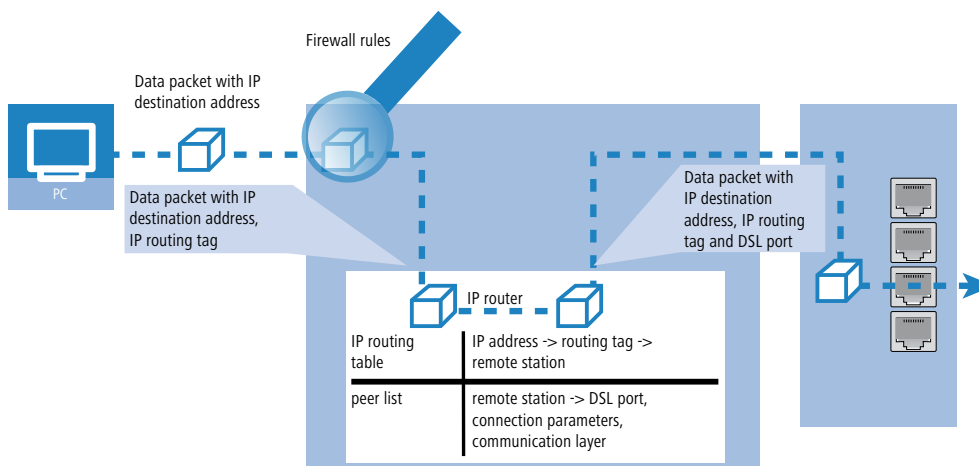 Firewall rules
Data packet with IP
destination address
PC
Data packet with IP
destination address,
IP routing tag
Data packet with
IP destination
address, IP routing
tag and DSL port
IP router
IP routing
table
IP address -> routing tag ->
remote station
peer list
remote station -> DSL port,
connection parameters,
communication layer